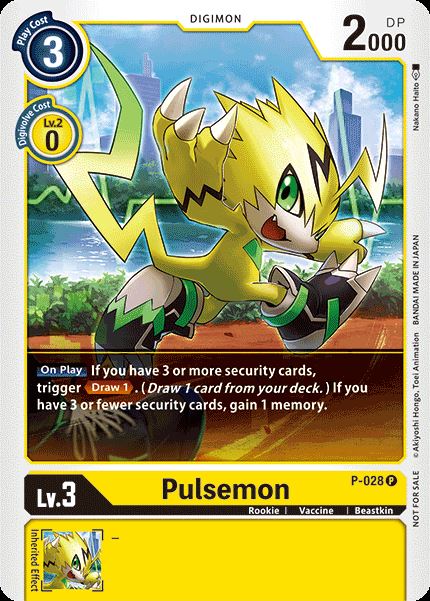 Play Cost
3
DIGIMON
DP
2000
Digivolve Cost
Lv.2
0
Nakano Haito
On Play If you have 3 or more security cards,
trigger Draw 1. (Draw 1 card from your deck.) If you
have 3 or fewer security cards, gain 1 memory.
© Akiyoshi Hongo, Toei Animation BANDAI MADE IN JAPAN
NOT FOR SALE
Lv.3
Pulsemon
P-028 P
Rookie | Vaccine | Beastkin
Inherited Effect
–